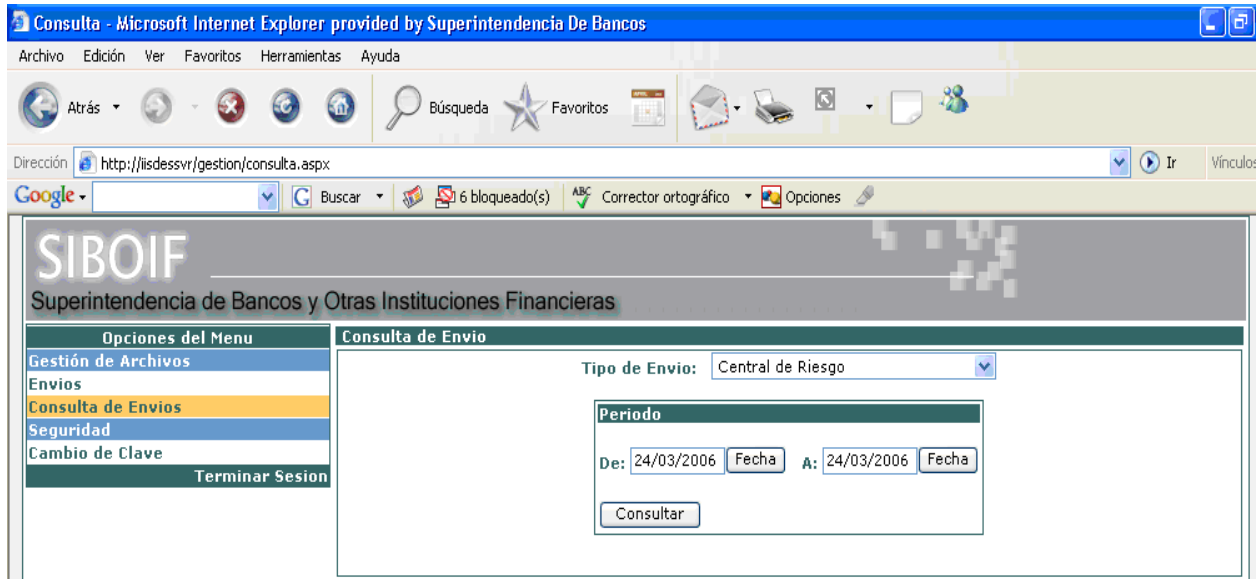 Consulta - Microsoft Internet Explorer provided by Superintendencia De Bancos
Archivo Edición Ver Favoritos Herramientas Ayuda
Atrás Búsqueda Favoritos
Dirección http://iisdessvr/gestion/consulta.aspx Ir Vínculos
Google Buscar 6 bloqueado(s) ABC Corrector ortográfico Opciones
SIBOIF
Superintendencia de Bancos y Otras Instituciones Financieras
Opciones del Menu
Gestión de Archivos
Envios
Consulta de Envios
Seguridad
Cambio de Clave
Terminar Sesion
Consulta de Envio
Tipo de Envio: Central de Riesgo
Periodo
De: 24/03/2006 Fecha A: 24/03/2006 Fecha
Consultar